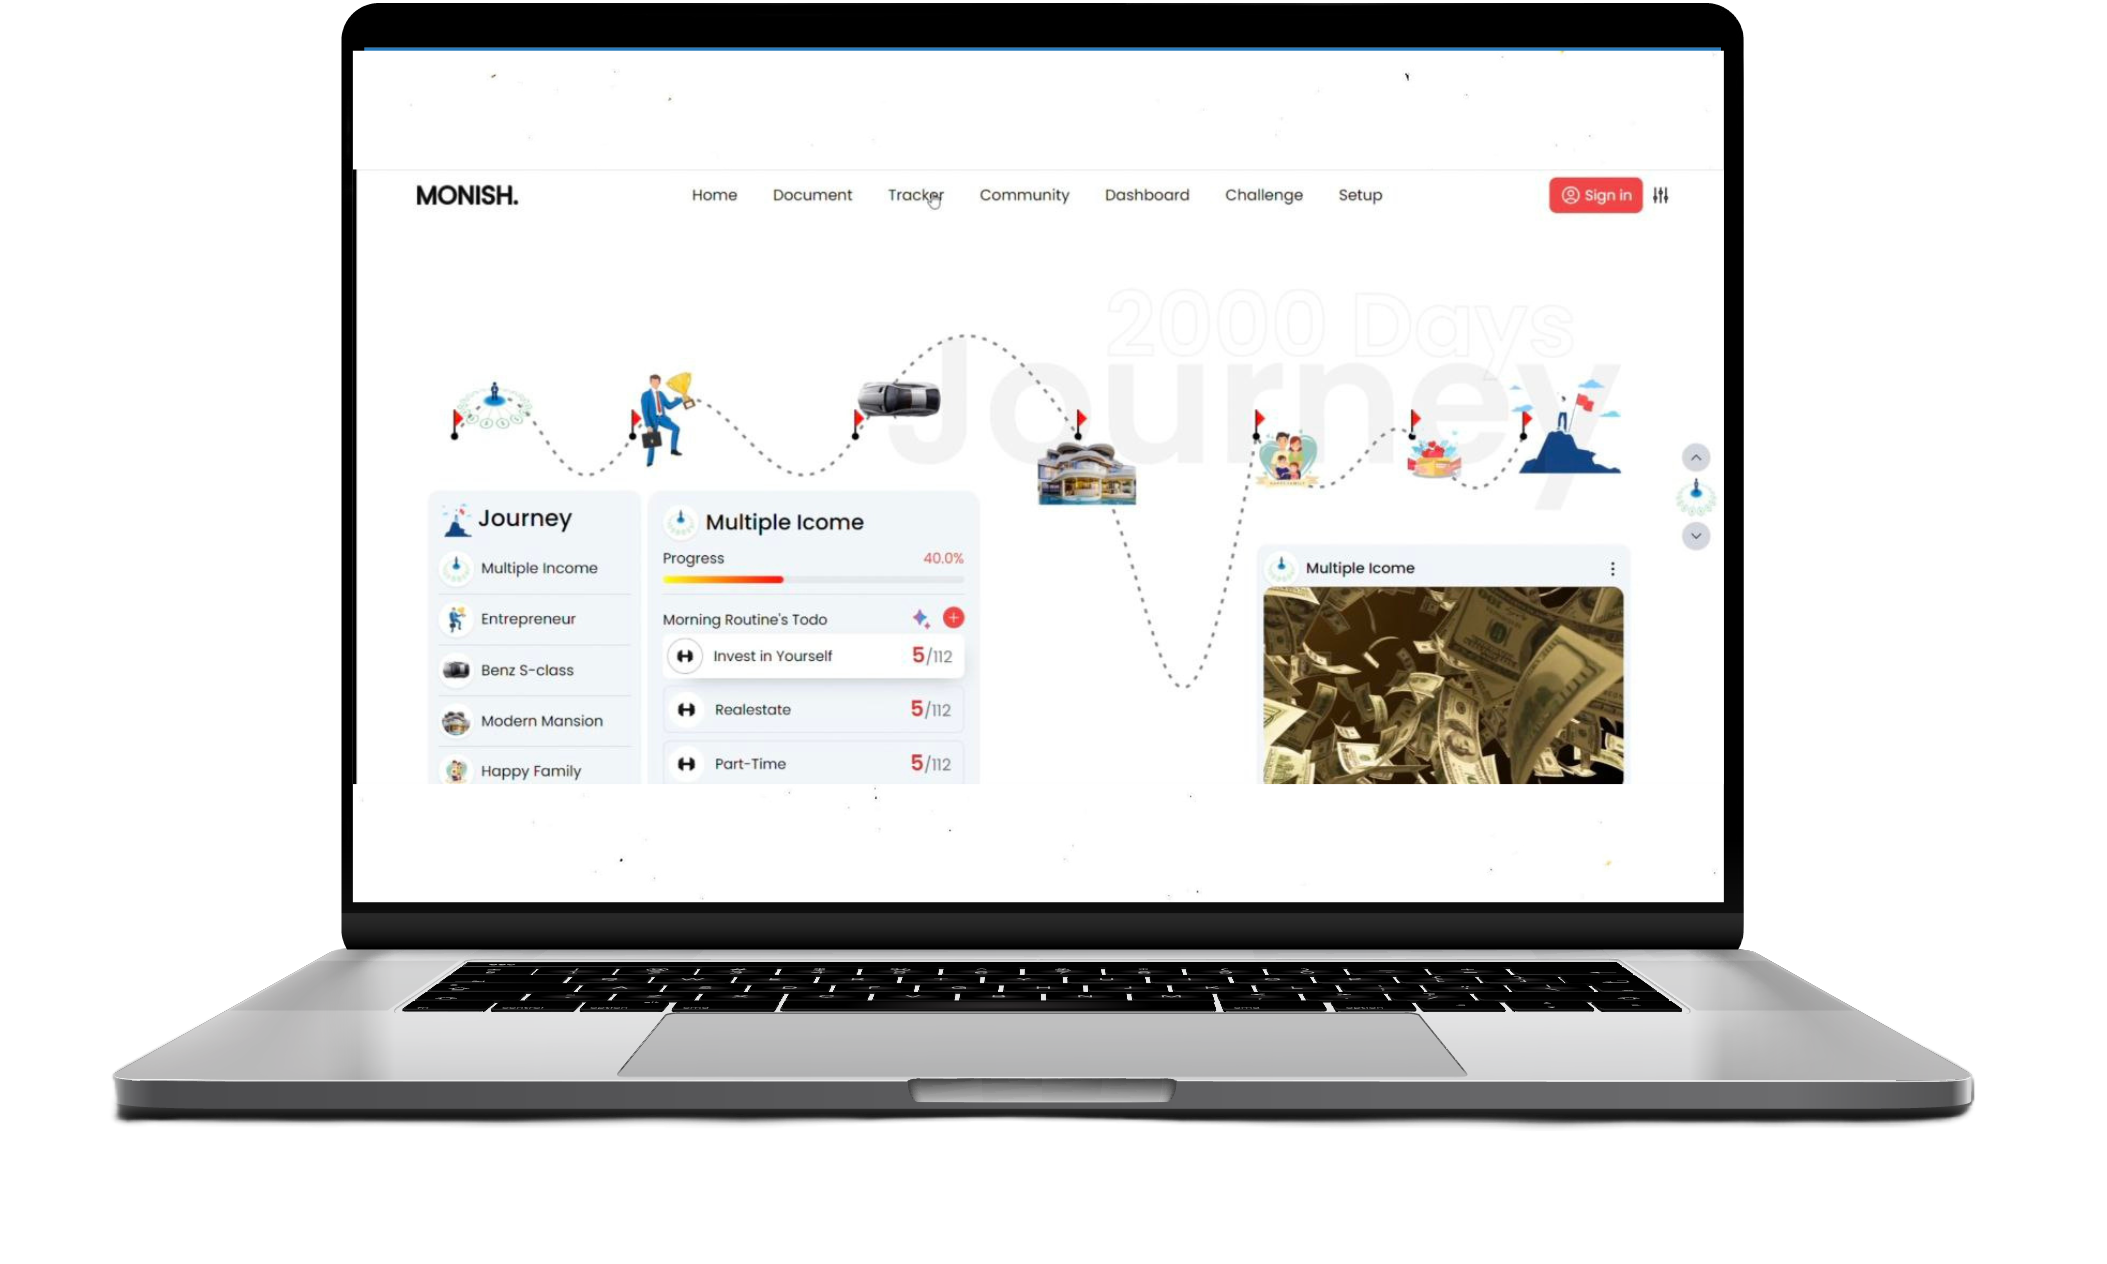 MONISH.
Home Document Tracker Community Dashboard Challenge Setup
Sign in
2000 Days
Journey
Journey
Multiple Income
Entrepreneur
Benz S-class
Modern Mansion
Happy Family
Multiple Icome
Progress 40.0%
Morning Routine's Todo
Invest in Yourself 5/112
Realestate 5/112
Part-Time 5/112
Multiple Icome